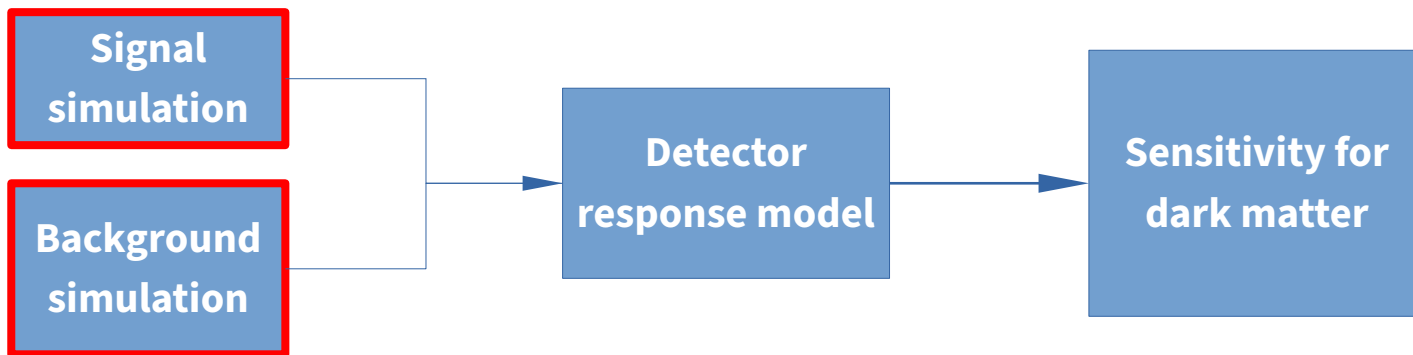 Signal
simulation
Background
simulation
Detector
response model
Sensitivity for
dark matter